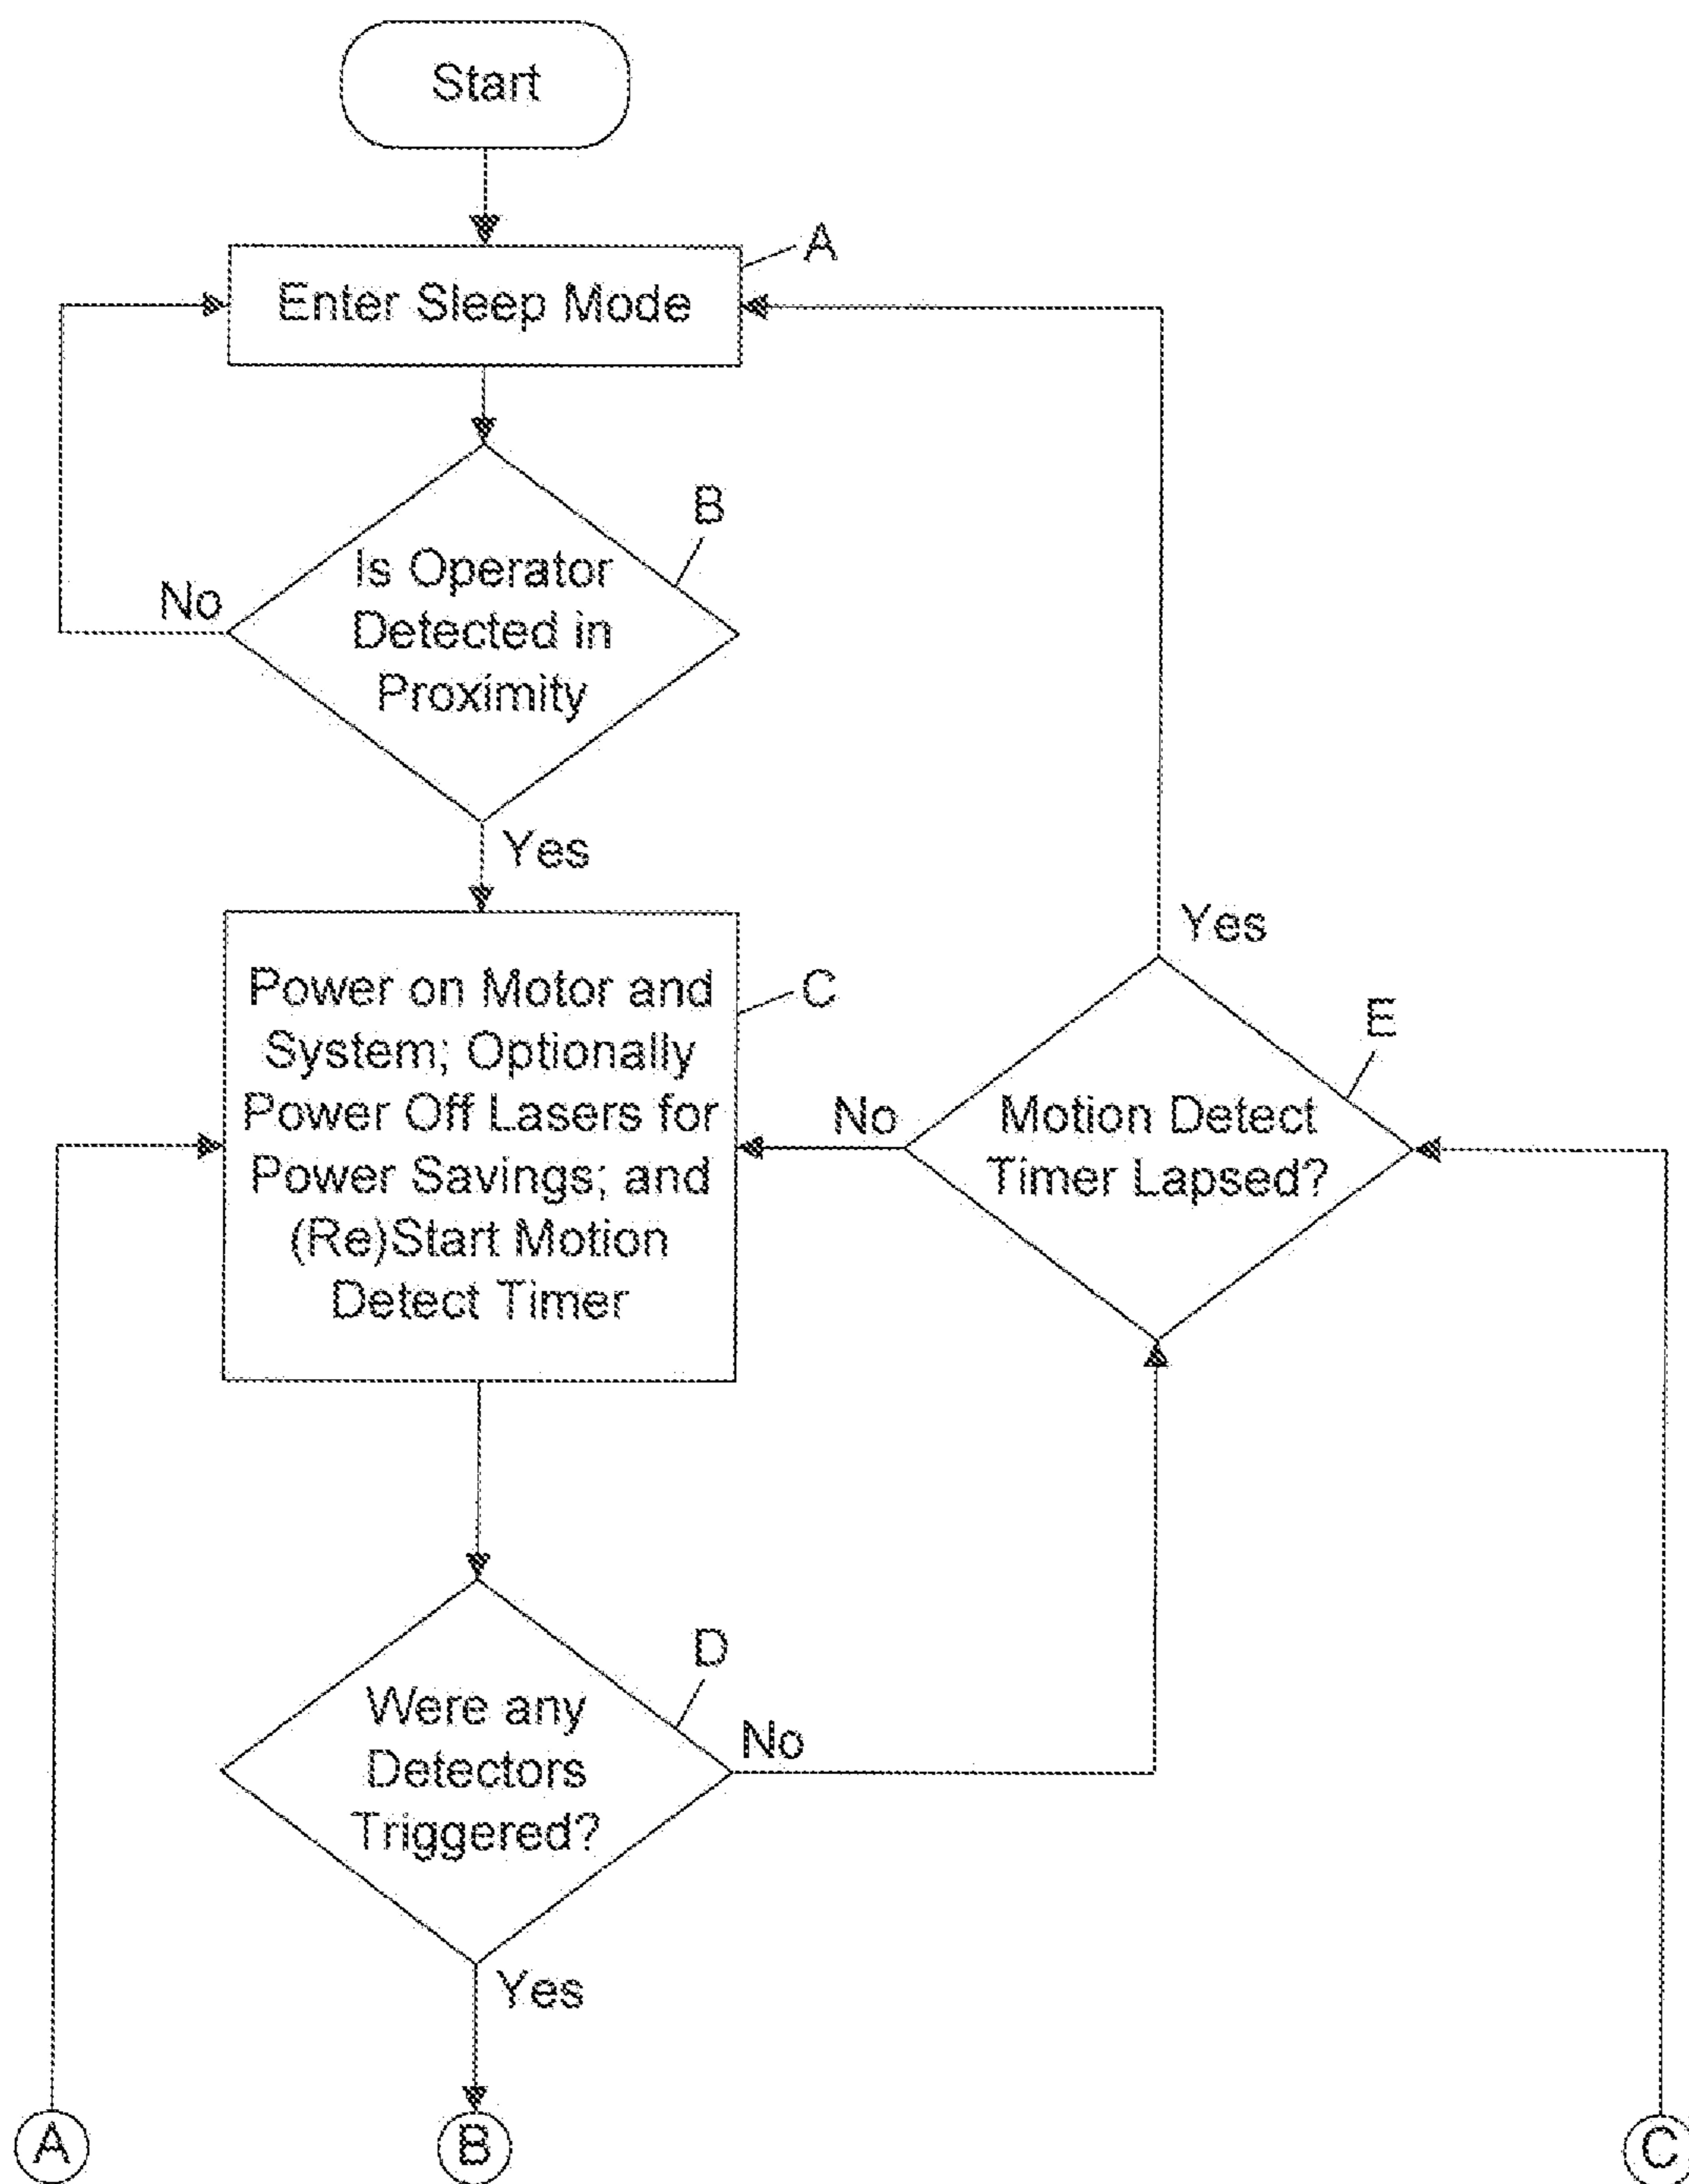 Start
A
Enter Sleep Mode
B
Is Operator
Detected in
Proximity
No
Yes
C
Power on Motor and
System; Optionally
Power Off Lasers for
Power Savings; and
(Re)Start Motion
Detect Timer
Yes
E
No
Motion Detect
Timer Lapsed?
D
Were any
Detectors
Triggered?
No
Yes
A
B
C